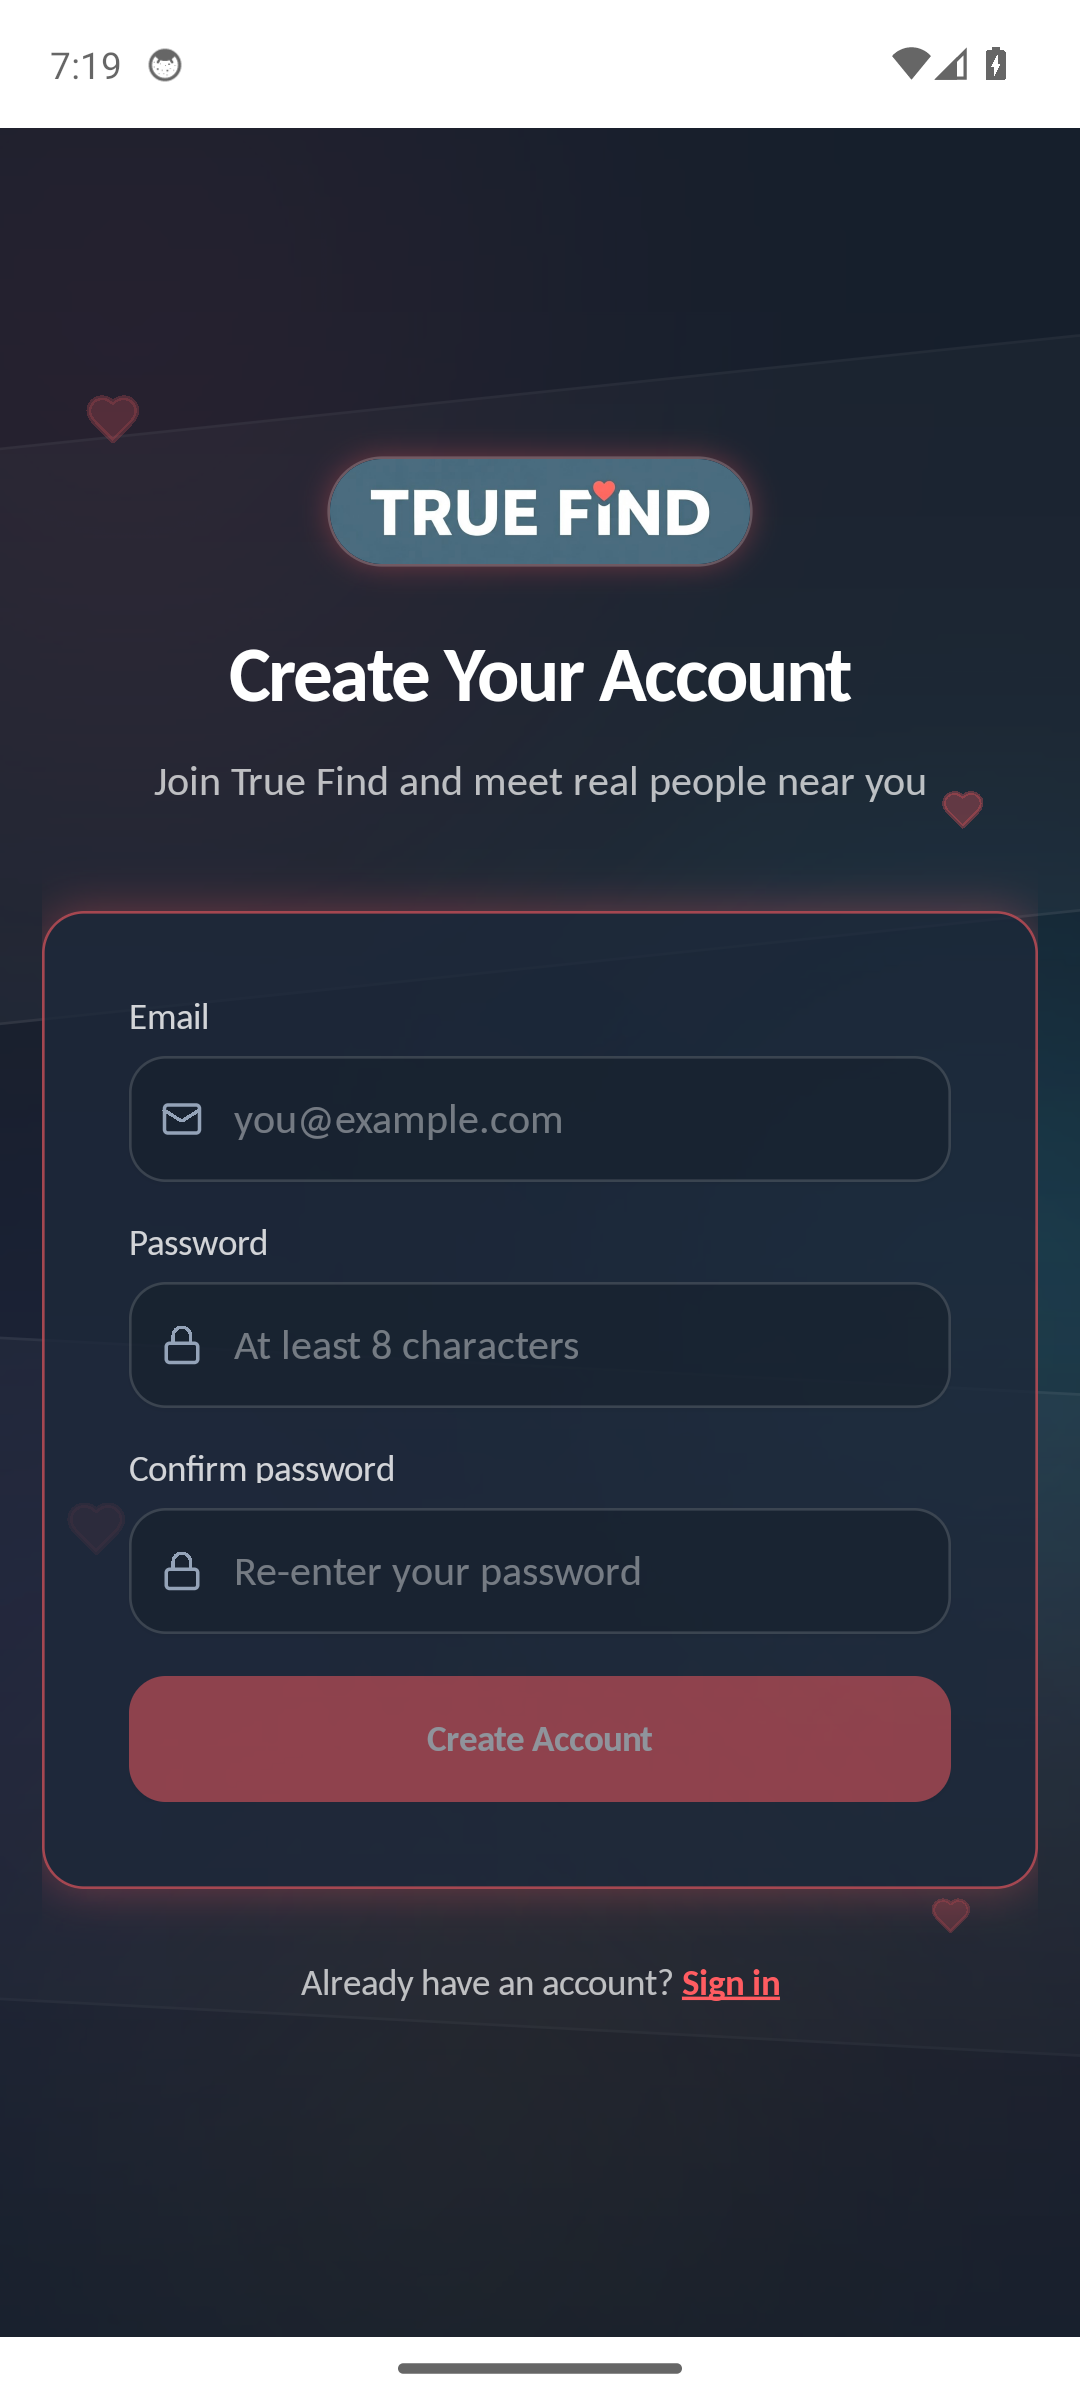 7:19
TRUE FiND
Create Your Account
Join True Find and meet real people near you
Email
you@example.com
Password
At least 8 characters
Confirm password
Re-enter your password
Create Account
Already have an account? Sign in